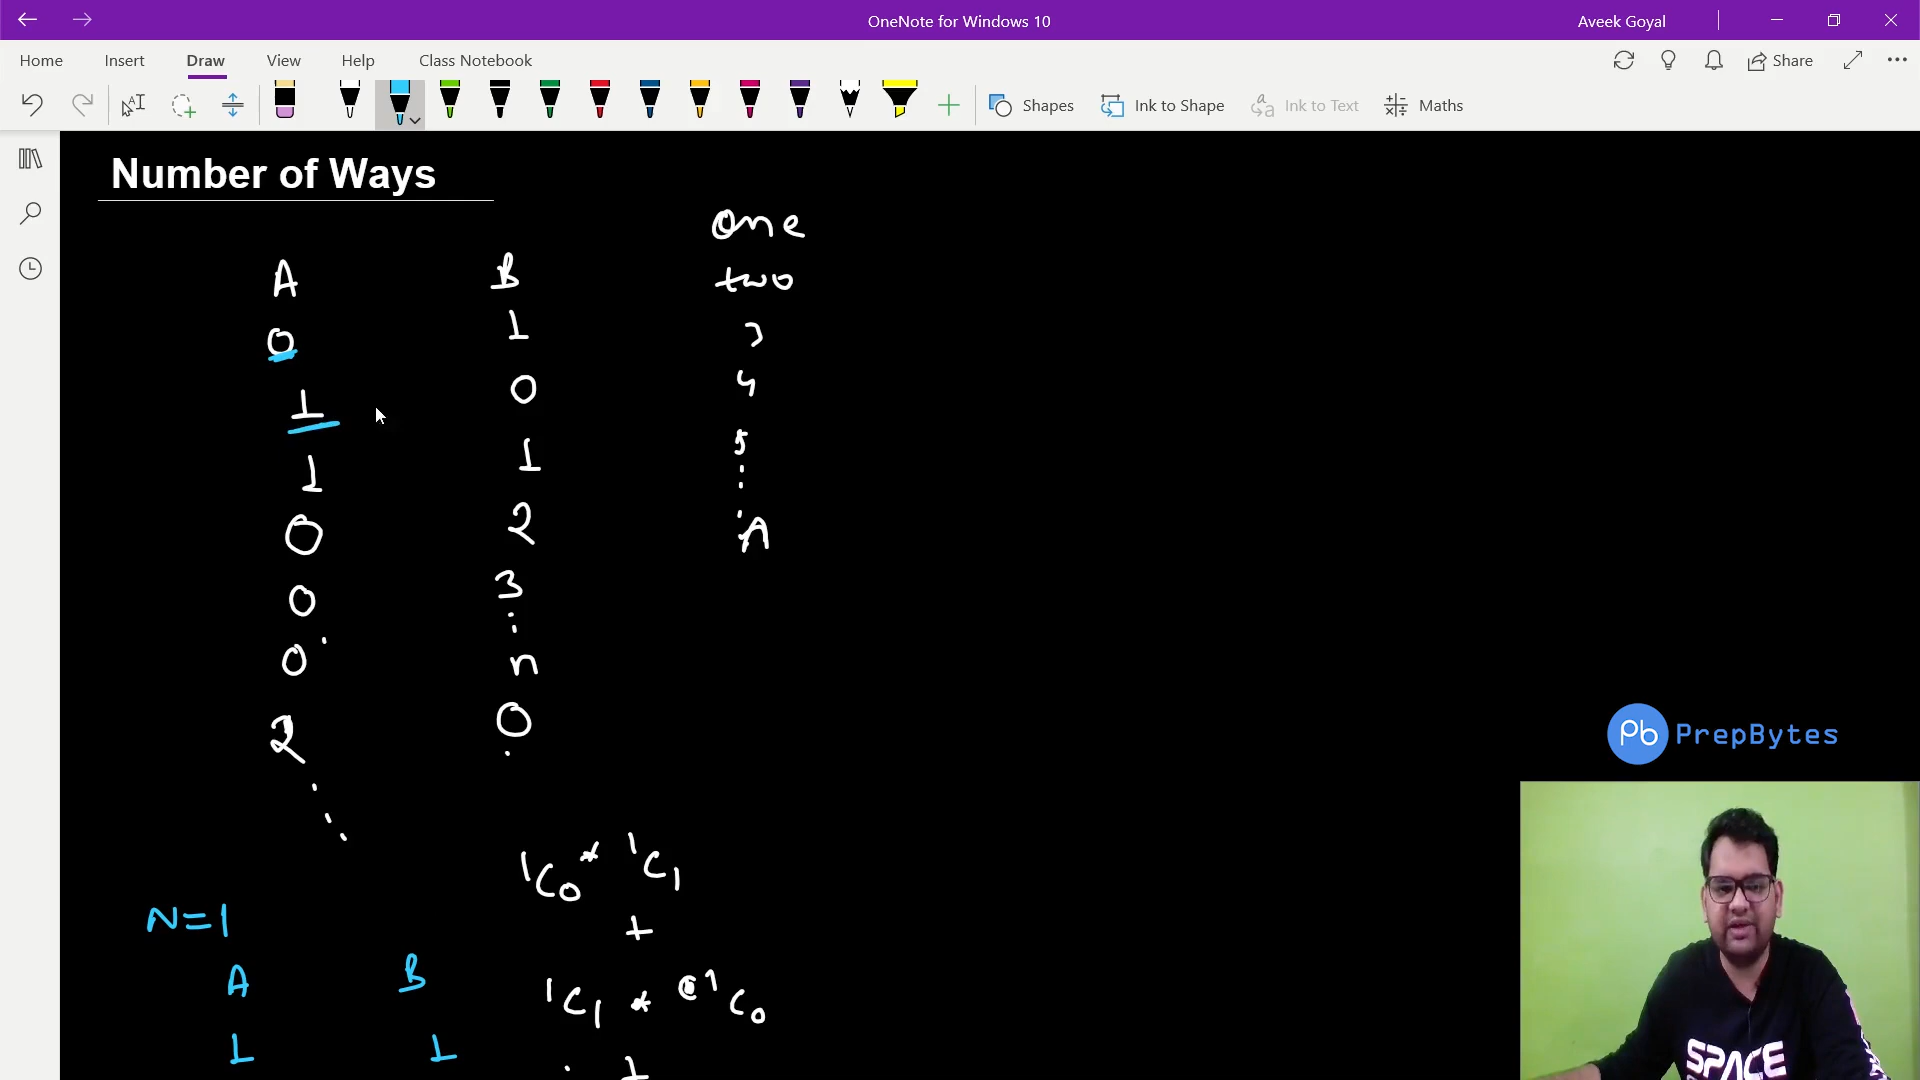 OneNote for Windows 10
Aveek Goyal
Home Insert Draw View Help Class Notebook
Share
Shapes Ink to Shape Ink to Text Maths
Number of Ways
One
A B two
0 1 3
1 0 4
1 1 5
0 2 A
0 3
0 n
2 0
1C0 * 1C1
N=1 +
A B 1C1 * 1C0
1 1 +
Pb PrepBytes
SPACE